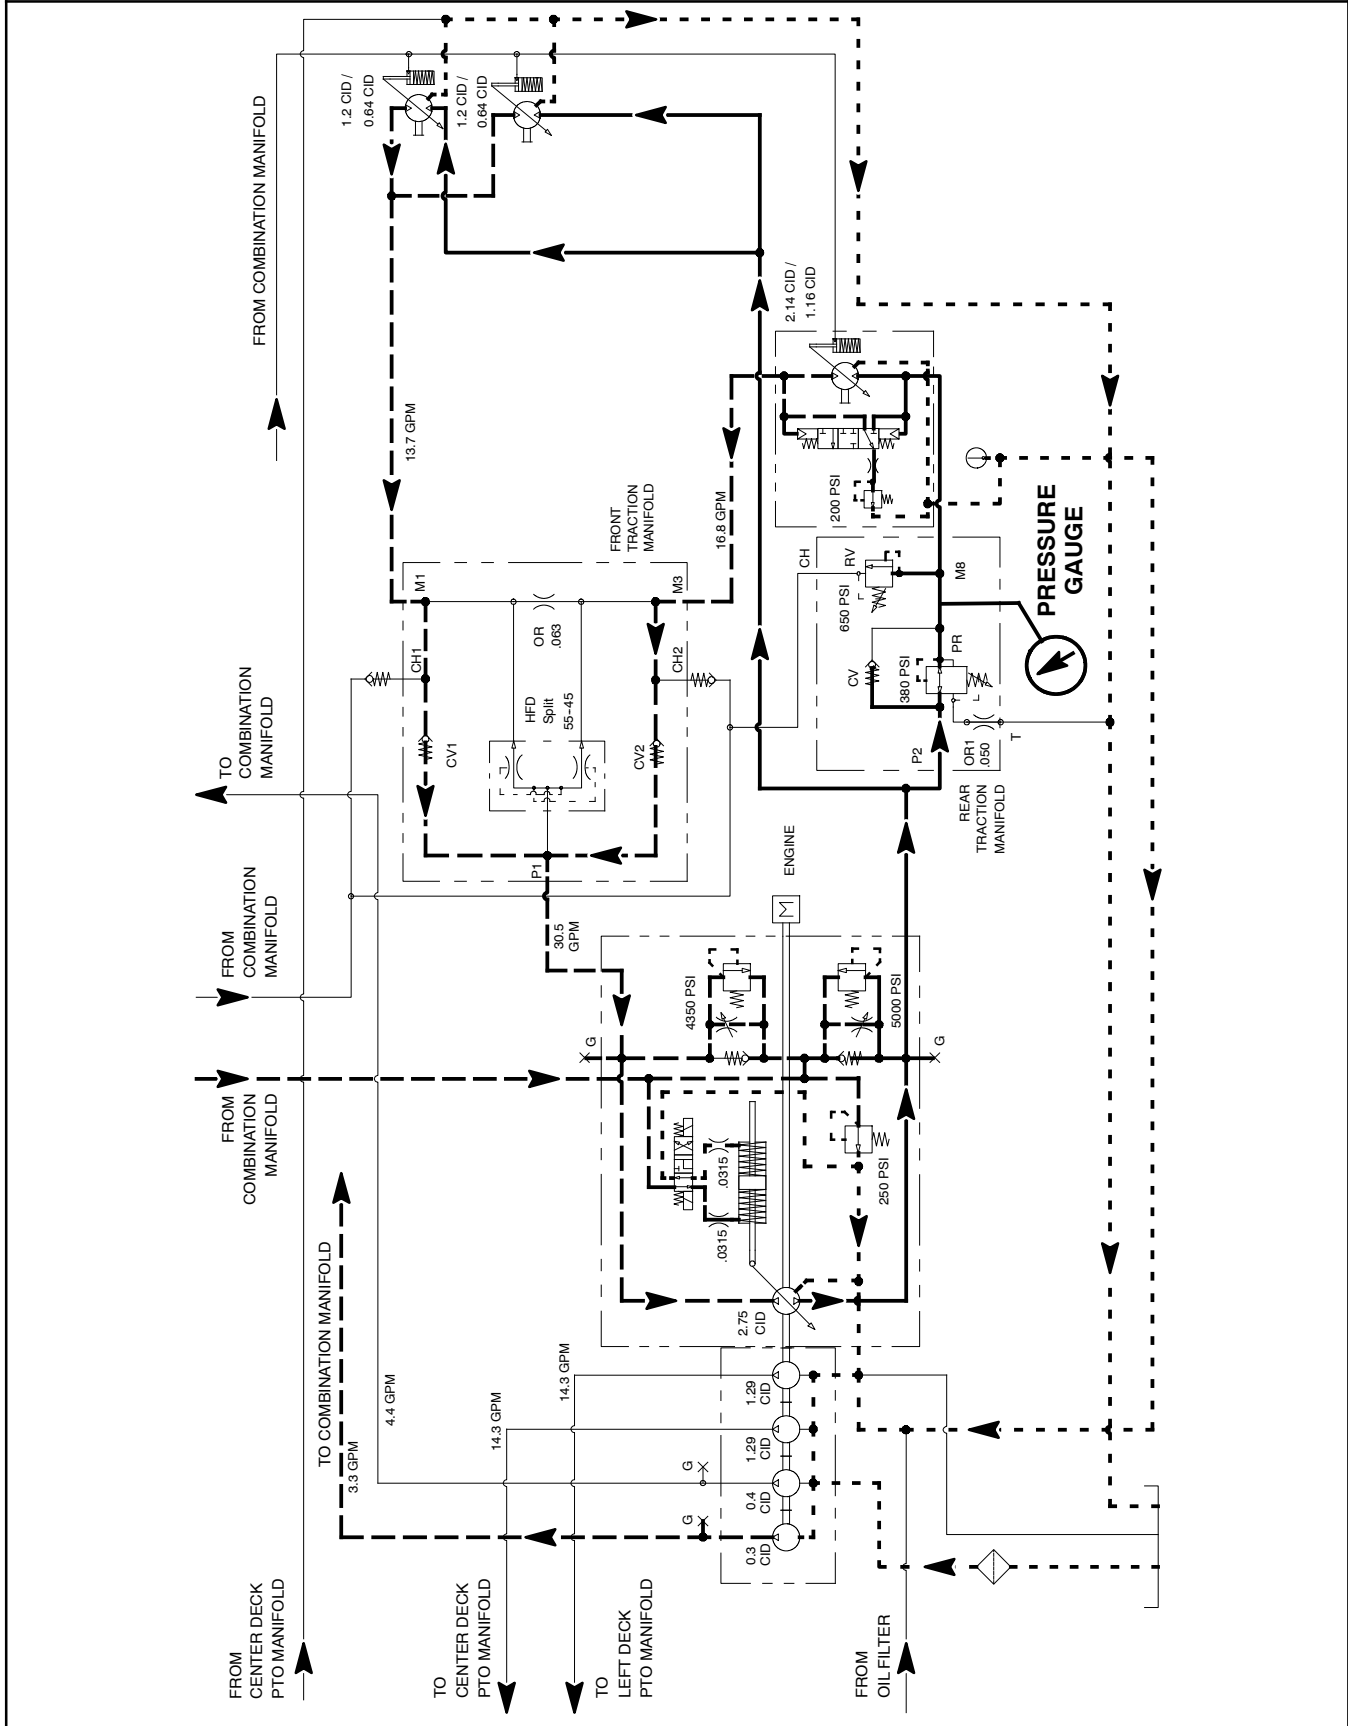 FROM COMBINATION MANIFOLD
1.2 CID /
0.64 CID
1.2 CID /
0.64 CID
13.7 GPM
2.14 CID /
1.16 CID
16.8 GPM
FRONT
TRACTION
MANIFOLD
M1
M3
OR
.063
CH1
CH2
HFD
Split
55-45
CV1
CV2
P1
200 PSI
CH
RV
650 PSI
M8
CV
380 PSI
PR
P2
OR1
.050
T
PRESSURE
GAUGE
REAR
TRACTION
MANIFOLD
TO
COMBINATION
MANIFOLD
FROM
COMBINATION
MANIFOLD
FROM
COMBINATION
MANIFOLD
30.5
GPM
ENGINE
M
4350 PSI
5000 PSI
G
G
.0315
.0315
250 PSI
2.75
CID
TO COMBINATION MANIFOLD
3.3 GPM
4.4 GPM
14.3 GPM
14.3 GPM
1.29
CID
1.29
CID
0.4
CID
0.3
CID
G
G
FROM
CENTER DECK
PTO MANIFOLD
TO
CENTER DECK
PTO MANIFOLD
TO
LEFT DECK
PTO MANIFOLD
FROM
OIL FILTER